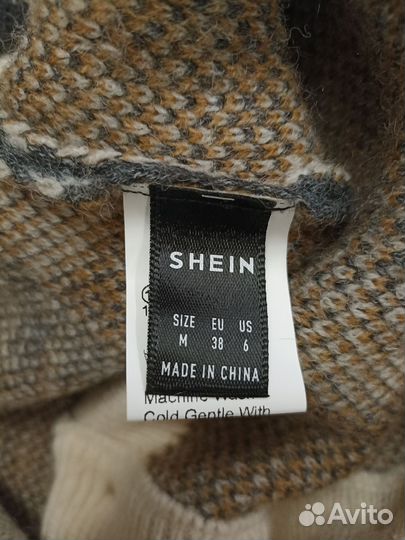 SHEIN
SIZE EU US
M 38 6
MADE IN CHINA
Machine Wash
Cold Gentle With
Avito